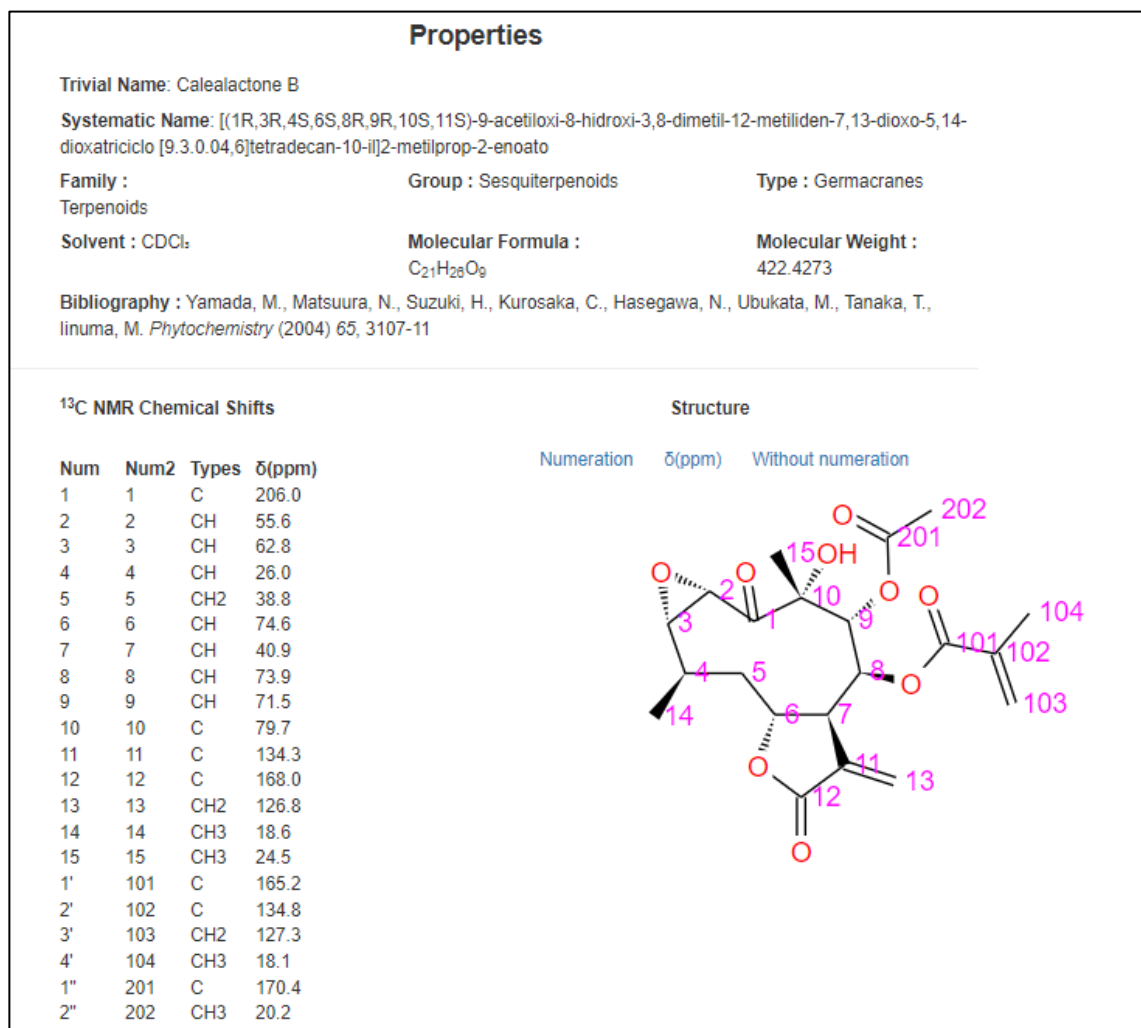 Properties
Trivial Name: Calealactone B
Systematic Name: [(1R,3R,4S,6S,8R,9R,10S,11S)-9-acetiloxi-8-hidroxi-3,8-dimetil-12-metiliden-7,13-dioxo-5,14-
dioxatriciclo [9.3.0.04,6]tetradecan-10-il]2-metilprop-2-enoato
Family : Group : Sesquiterpenoids Type : Germacranes
Terpenoids
Solvent : CDCl₃ Molecular Formula : Molecular Weight :
C₂₁H₂₆O₉ 422.4273
Bibliography : Yamada, M., Matsuura, N., Suzuki, H., Kurosaka, C., Hasegawa, N., Ubukata, M., Tanaka, T.,
Iinuma, M. Phytochemistry (2004) 65, 3107-11
¹³C NMR Chemical Shifts
Num Num2 Types δ(ppm)
1 1 C 206.0
2 2 CH 55.6
3 3 CH 62.8
4 4 CH 26.0
5 5 CH2 38.8
6 6 CH 74.6
7 7 CH 40.9
8 8 CH 73.9
9 9 CH 71.5
10 10 C 79.7
11 11 C 134.3
12 12 C 168.0
13 13 CH2 126.8
14 14 CH3 18.6
15 15 CH3 24.5
1' 101 C 165.2
2' 102 C 134.8
3' 103 CH2 127.3
4' 104 CH3 18.1
1" 201 C 170.4
2" 202 CH3 20.2
Structure
Numeration δ(ppm) Without numeration
O 202
201
15 OH
O O
2 10 O O 104
3 1 9 101
102
4 5 8 O 103
14 6 7
O 11 13
12
O